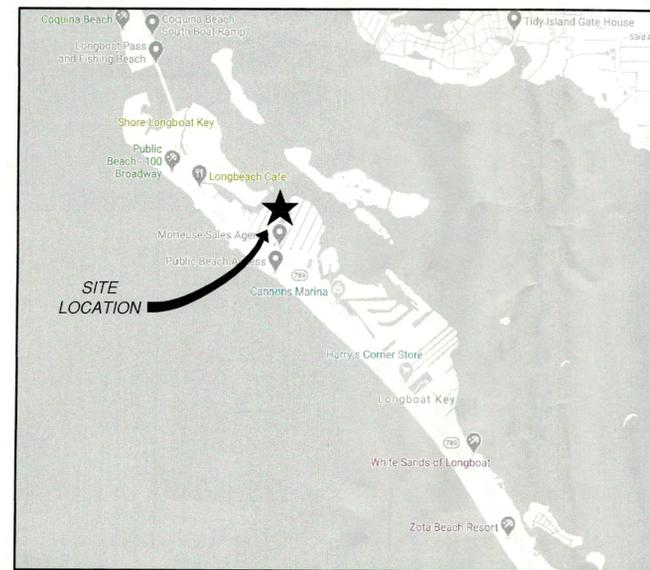 Coquina Beach
Coquina Beach
South Boat Ramp
Tidy Island Gate House
53rd A
Longboat Pass
and Fishing Beach
Shore Longboat Key
Public
Beach - 100
Broadway
Longbeach Cafe
Sales Age
Public Beach Access
789
SITE
LOCATION
Cannons Marina
Harry's Corner Store
Longboat Key
789
White Sands of Longboat
Zota Beach Resort